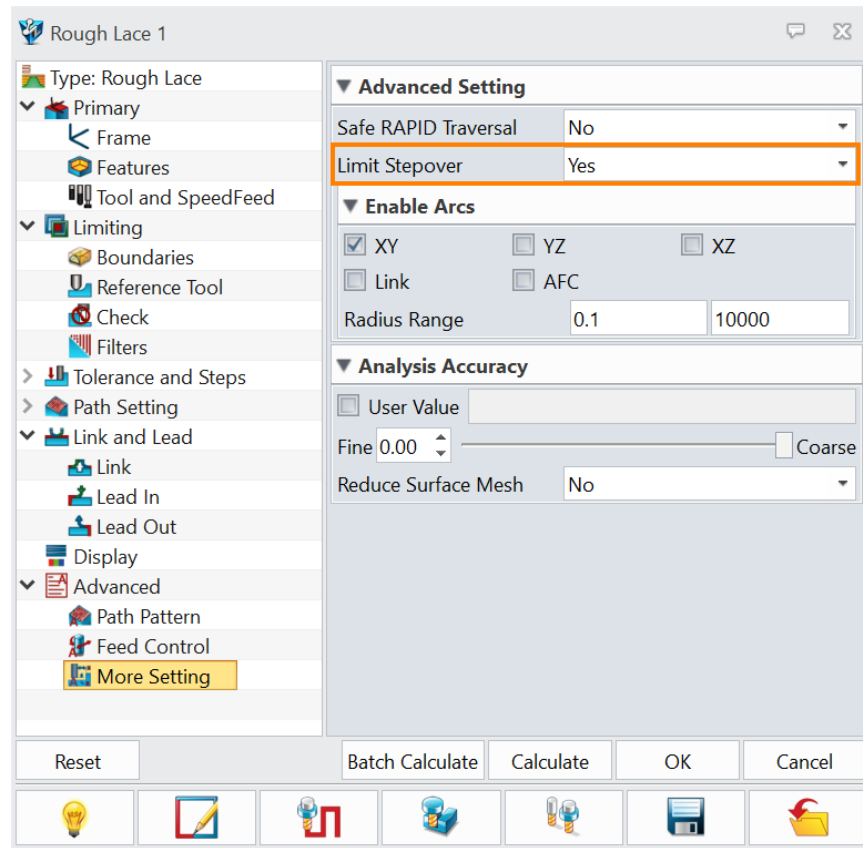 Rough Lace 1
Type: Rough Lace
Primary
Frame
Features
Tool and SpeedFeed
Limiting
Boundaries
Reference Tool
Check
Filters
Tolerance and Steps
Path Setting
Link and Lead
Link
Lead In
Lead Out
Display
Advanced
Path Pattern
Feed Control
More Setting
Advanced Setting
Safe RAPID Traversal No
Limit Stepover Yes
Enable Arcs
XY YZ XZ
Link AFC
Radius Range 0.1 10000
Analysis Accuracy
User Value
Fine 0.00 Coarse
Reduce Surface Mesh No
Reset Batch Calculate Calculate OK Cancel